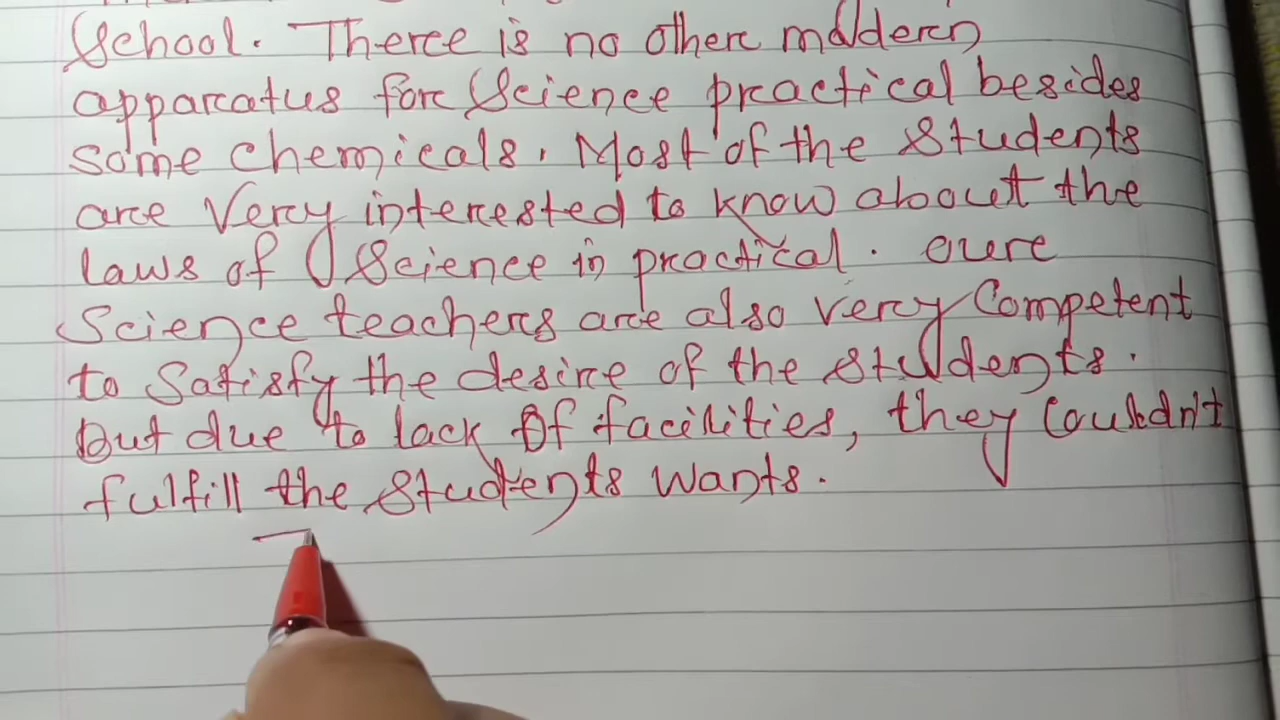 School. There is no other modern
apparatus for Science practical besides
some chemicals. Most of the students
are very interested to know about the
laws of Science in practical. our
Science teachers are also very competent
to satisfy the desire of the students.
but due to lack of facilities, they Couldn't
fulfill the students wants.